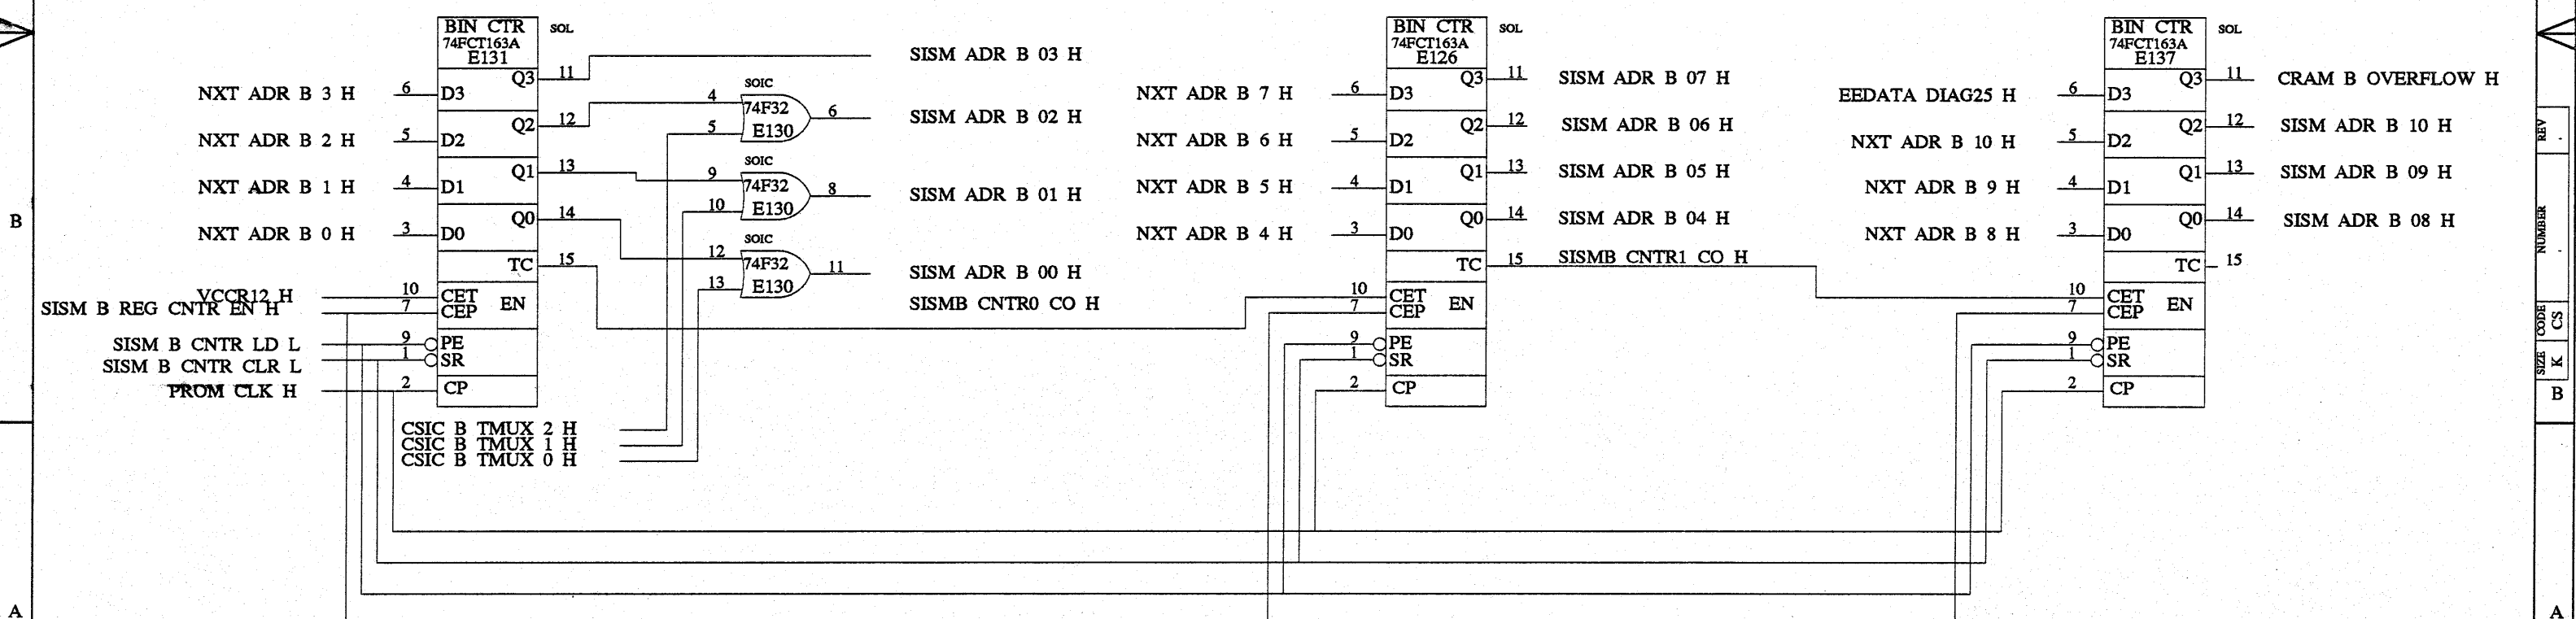 BIN CTR
74FCT163A
E131
SOL
Q3
11
SISM ADR B 03 H
NXT ADR B 3 H
6
D3
Q2
12
NXT ADR B 2 H
5
D2
Q1
13
NXT ADR B 1 H
4
D1
Q0
14
NXT ADR B 0 H
3
D0
TC
15
VCCR12 H
10
CET
EN
SISM B REG CNTR EN H
7
CEP
SISM B CNTR LD L
9
PE
SISM B CNTR CLR L
1
SR
PROM CLK H
2
CP
SOIC
4
74F32
5
E130
6
SISM ADR B 02 H
SOIC
9
74F32
10
E130
8
SISM ADR B 01 H
SOIC
12
74F32
13
E130
11
SISM ADR B 00 H
SISMB CNTR0 CO H
CSIC B TMUX 2 H
CSIC B TMUX 1 H
CSIC B TMUX 0 H
BIN CTR
74FCT163A
E126
SOL
Q3
11
SISM ADR B 07 H
NXT ADR B 7 H
6
D3
Q2
12
SISM ADR B 06 H
NXT ADR B 6 H
5
D2
Q1
13
SISM ADR B 05 H
NXT ADR B 5 H
4
D1
Q0
14
SISM ADR B 04 H
NXT ADR B 4 H
3
D0
TC
15
SISMB CNTR1 CO H
10
CET
EN
7
CEP
9
PE
1
SR
2
CP
BIN CTR
74FCT163A
E137
SOL
Q3
11
CRAM B OVERFLOW H
EEDATA DIAG25 H
6
D3
Q2
12
SISM ADR B 10 H
NXT ADR B 10 H
5
D2
Q1
13
SISM ADR B 09 H
NXT ADR B 9 H
4
D1
Q0
14
SISM ADR B 08 H
NXT ADR B 8 H
3
D0
TC
15
10
CET
EN
7
CEP
9
PE
1
SR
2
CP
B
A
REV
NUMBER
CODE
CS
SIZE
K
B
A